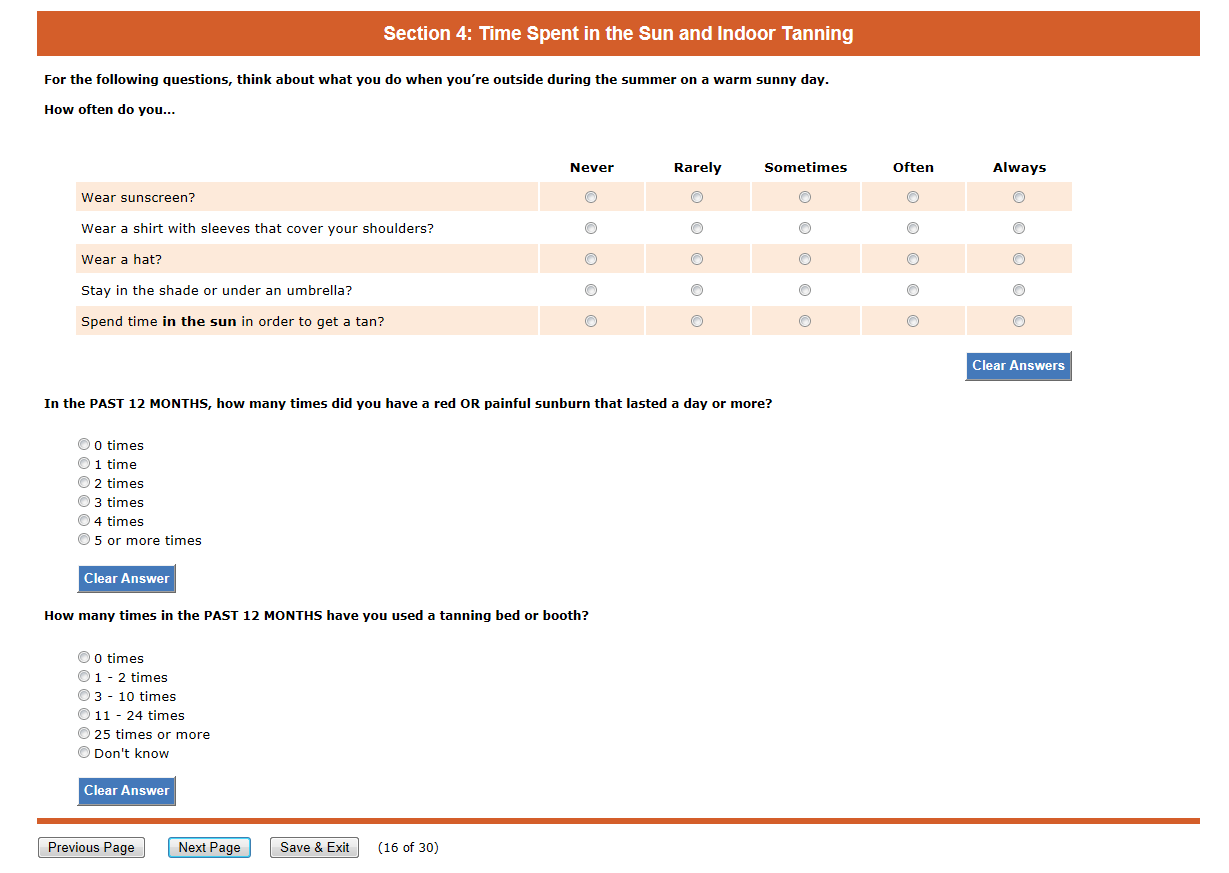 Section 4: Time Spent in the Sun and Indoor Tanning
For the following questions, think about what you do when you’re outside during the summer on a warm sunny day.
How often do you...
Never Rarely Sometimes Often Always
Wear sunscreen?
Wear a shirt with sleeves that cover your shoulders?
Wear a hat?
Stay in the shade or under an umbrella?
Spend time in the sun in order to get a tan?
Clear Answers
In the PAST 12 MONTHS, how many times did you have a red OR painful sunburn that lasted a day or more?
0 times
1 time
2 times
3 times
4 times
5 or more times
Clear Answer
How many times in the PAST 12 MONTHS have you used a tanning bed or booth?
0 times
1 - 2 times
3 - 10 times
11 - 24 times
25 times or more
Don't know
Clear Answer
Previous Page Next Page Save & Exit (16 of 30)